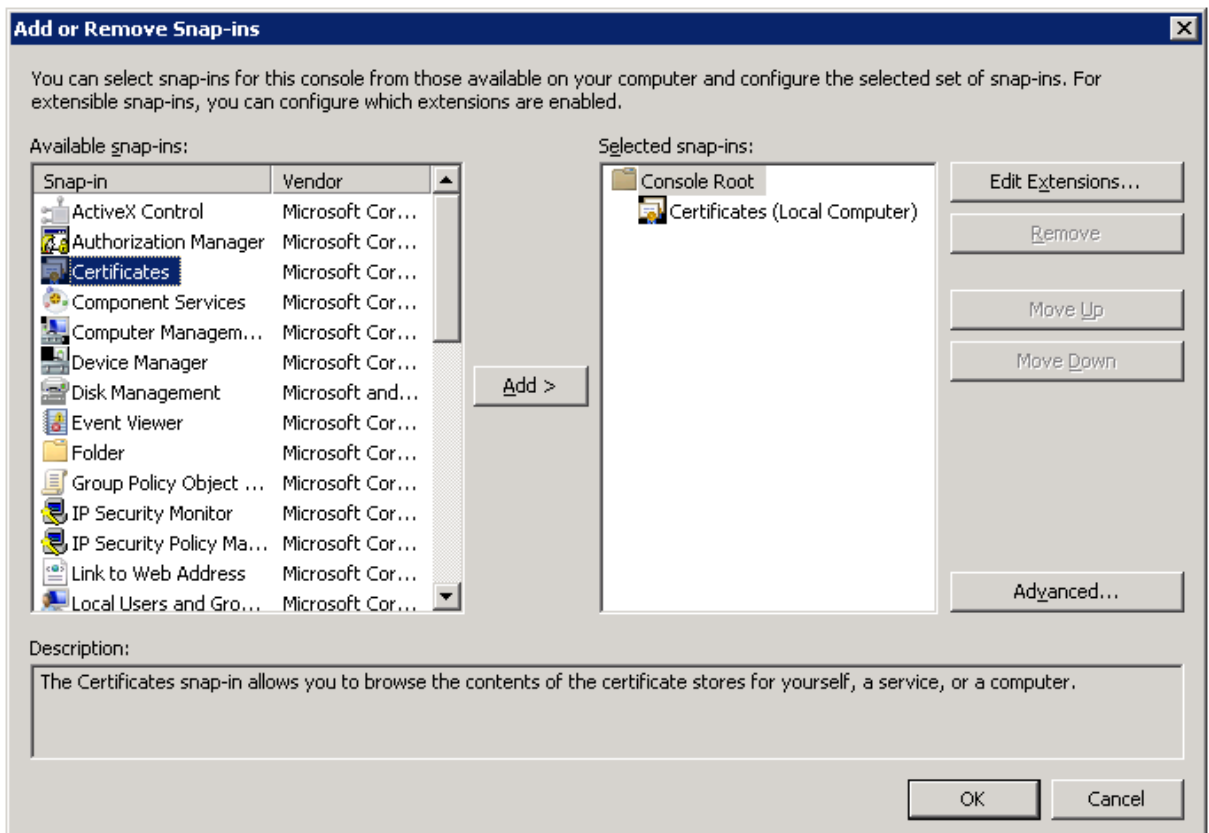 Add or Remove Snap-ins
You can select snap-ins for this console from those available on your computer and configure the selected set of snap-ins. For
extensible snap-ins, you can configure which extensions are enabled.
Available snap-ins:
Selected snap-ins:
Snap-in Vendor
ActiveX Control Microsoft Cor...
Authorization Manager Microsoft Cor...
Certificates Microsoft Cor...
Component Services Microsoft Cor...
Computer Managem... Microsoft Cor...
Device Manager Microsoft Cor...
Disk Management Microsoft and...
Event Viewer Microsoft Cor...
Folder Microsoft Cor...
Group Policy Object ... Microsoft Cor...
IP Security Monitor Microsoft Cor...
IP Security Policy Ma... Microsoft Cor...
Link to Web Address Microsoft Cor...
Local Users and Gro... Microsoft Cor...
Add >
Console Root
Certificates (Local Computer)
Edit Extensions...
Remove
Move Up
Move Down
Advanced...
Description:
The Certificates snap-in allows you to browse the contents of the certificate stores for yourself, a service, or a computer.
OK
Cancel